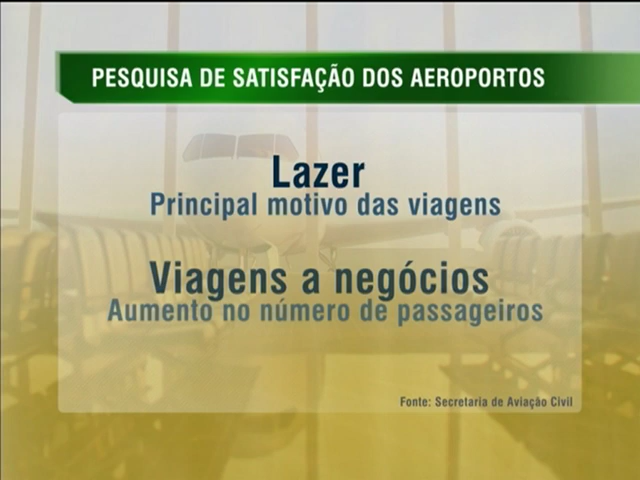 PESQUISA DE SATISFAÇÃO DOS AEROPORTOS
Lazer
Principal motivo das viagens
Viagens a negócios
Aumento no número de passageiros
Fonte: Secretaria de Aviação Civil